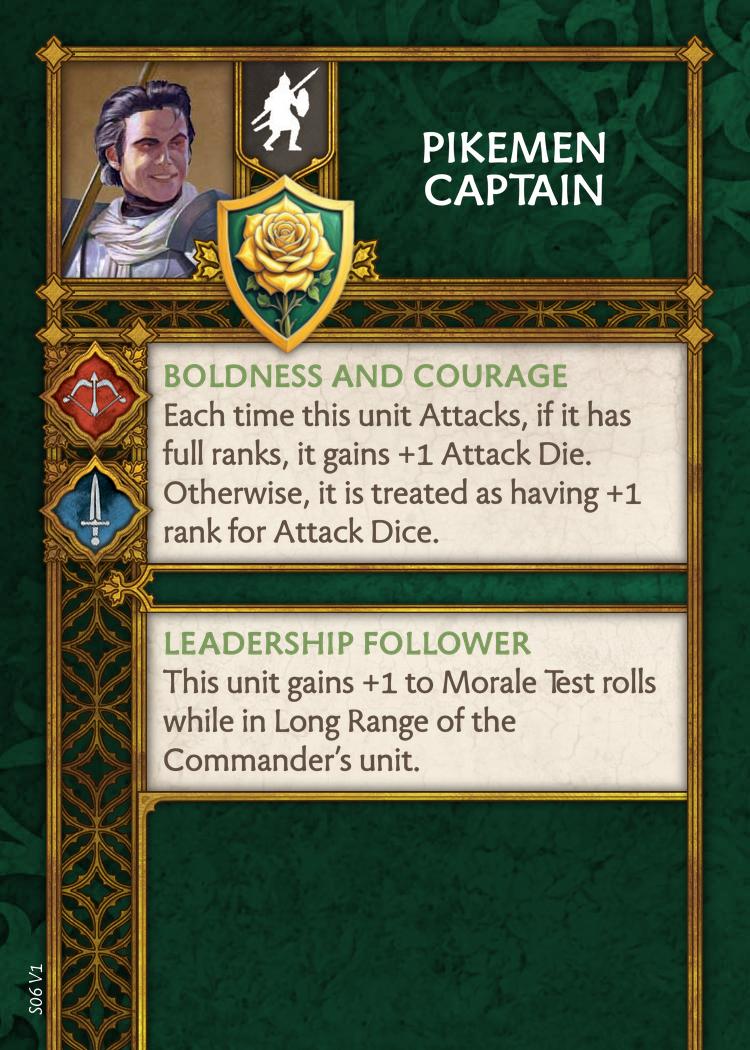 PIKEMEN
CAPTAIN
BOLDNESS AND COURAGE
Each time this unit Attacks, if it has
full ranks, it gains +1 Attack Die.
Otherwise, it is treated as having +1
rank for Attack Dice.
LEADERSHIP FOLLOWER
This unit gains +1 to Morale Test rolls
while in Long Range of the
Commander's unit.
S06 V1